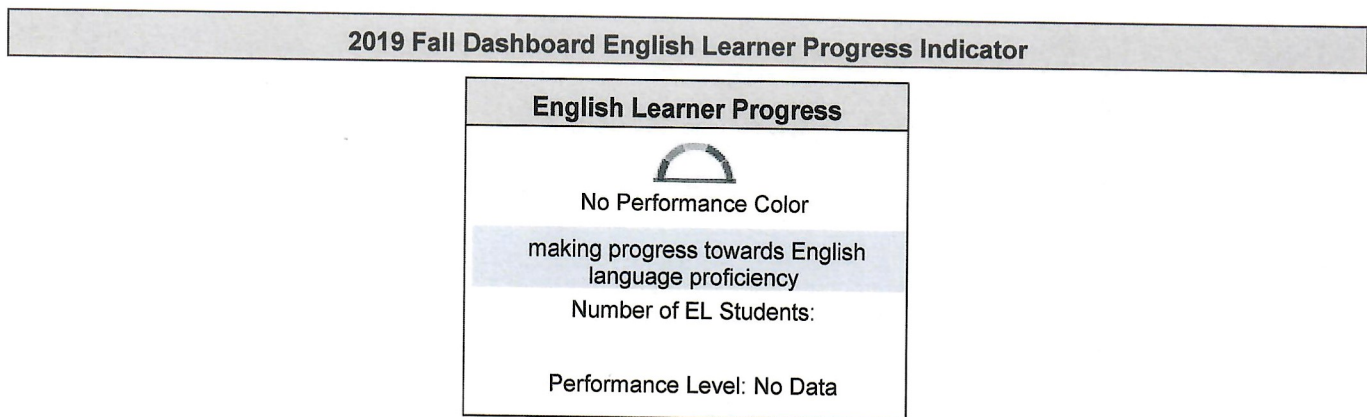 2019 Fall Dashboard English Learner Progress Indicator
English Learner Progress
No Performance Color
making progress towards English
language proficiency
Number of EL Students:
Performance Level: No Data